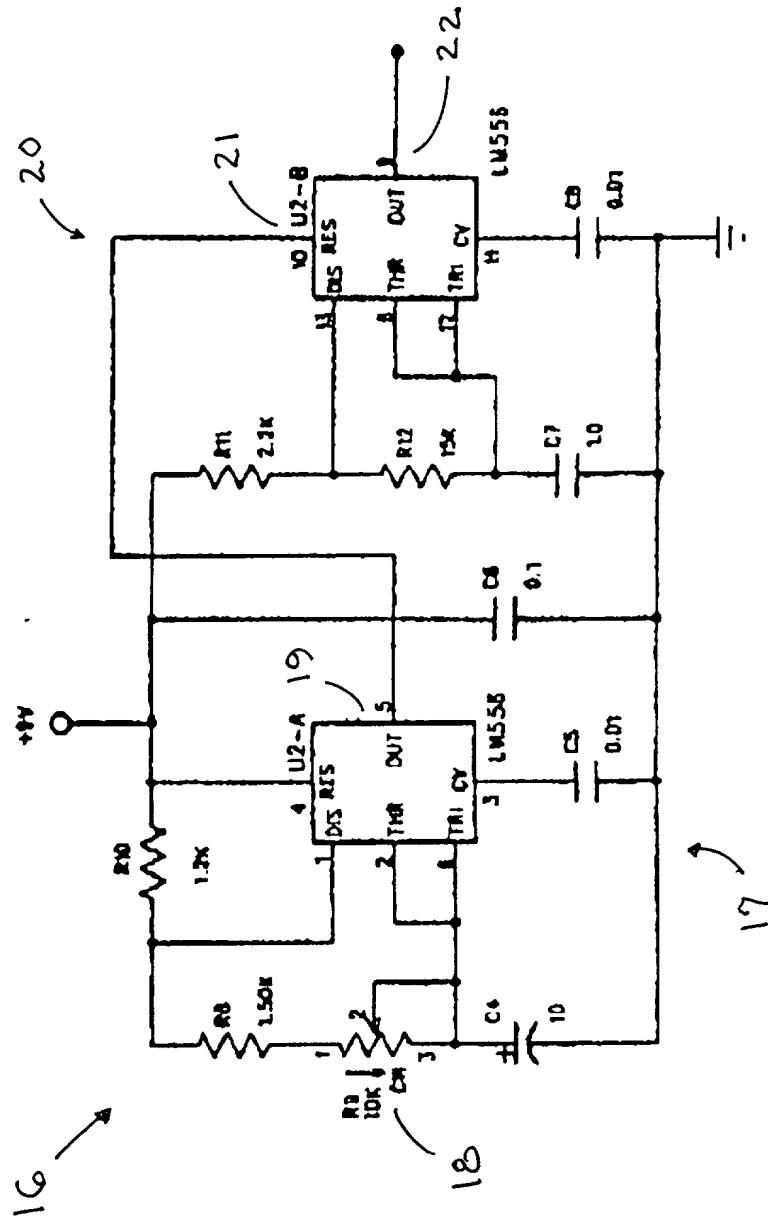 16
17
18
19
20
21
22
+9V
R10
1.2K
R8
1.50K
R9
10K
CW
1
2
3
C4
10
U2-A
LM556
4
RES
1
DIS
2
THR
6
TRI
OUT
5
CV
3
C5
0.01
C6
0.1
R11
2.2K
R12
15K
C7
1.0
U2-B
LM556
10
RES
13
DIS
8
THR
12
TRI
OUT
9
CV
11
C8
0.01